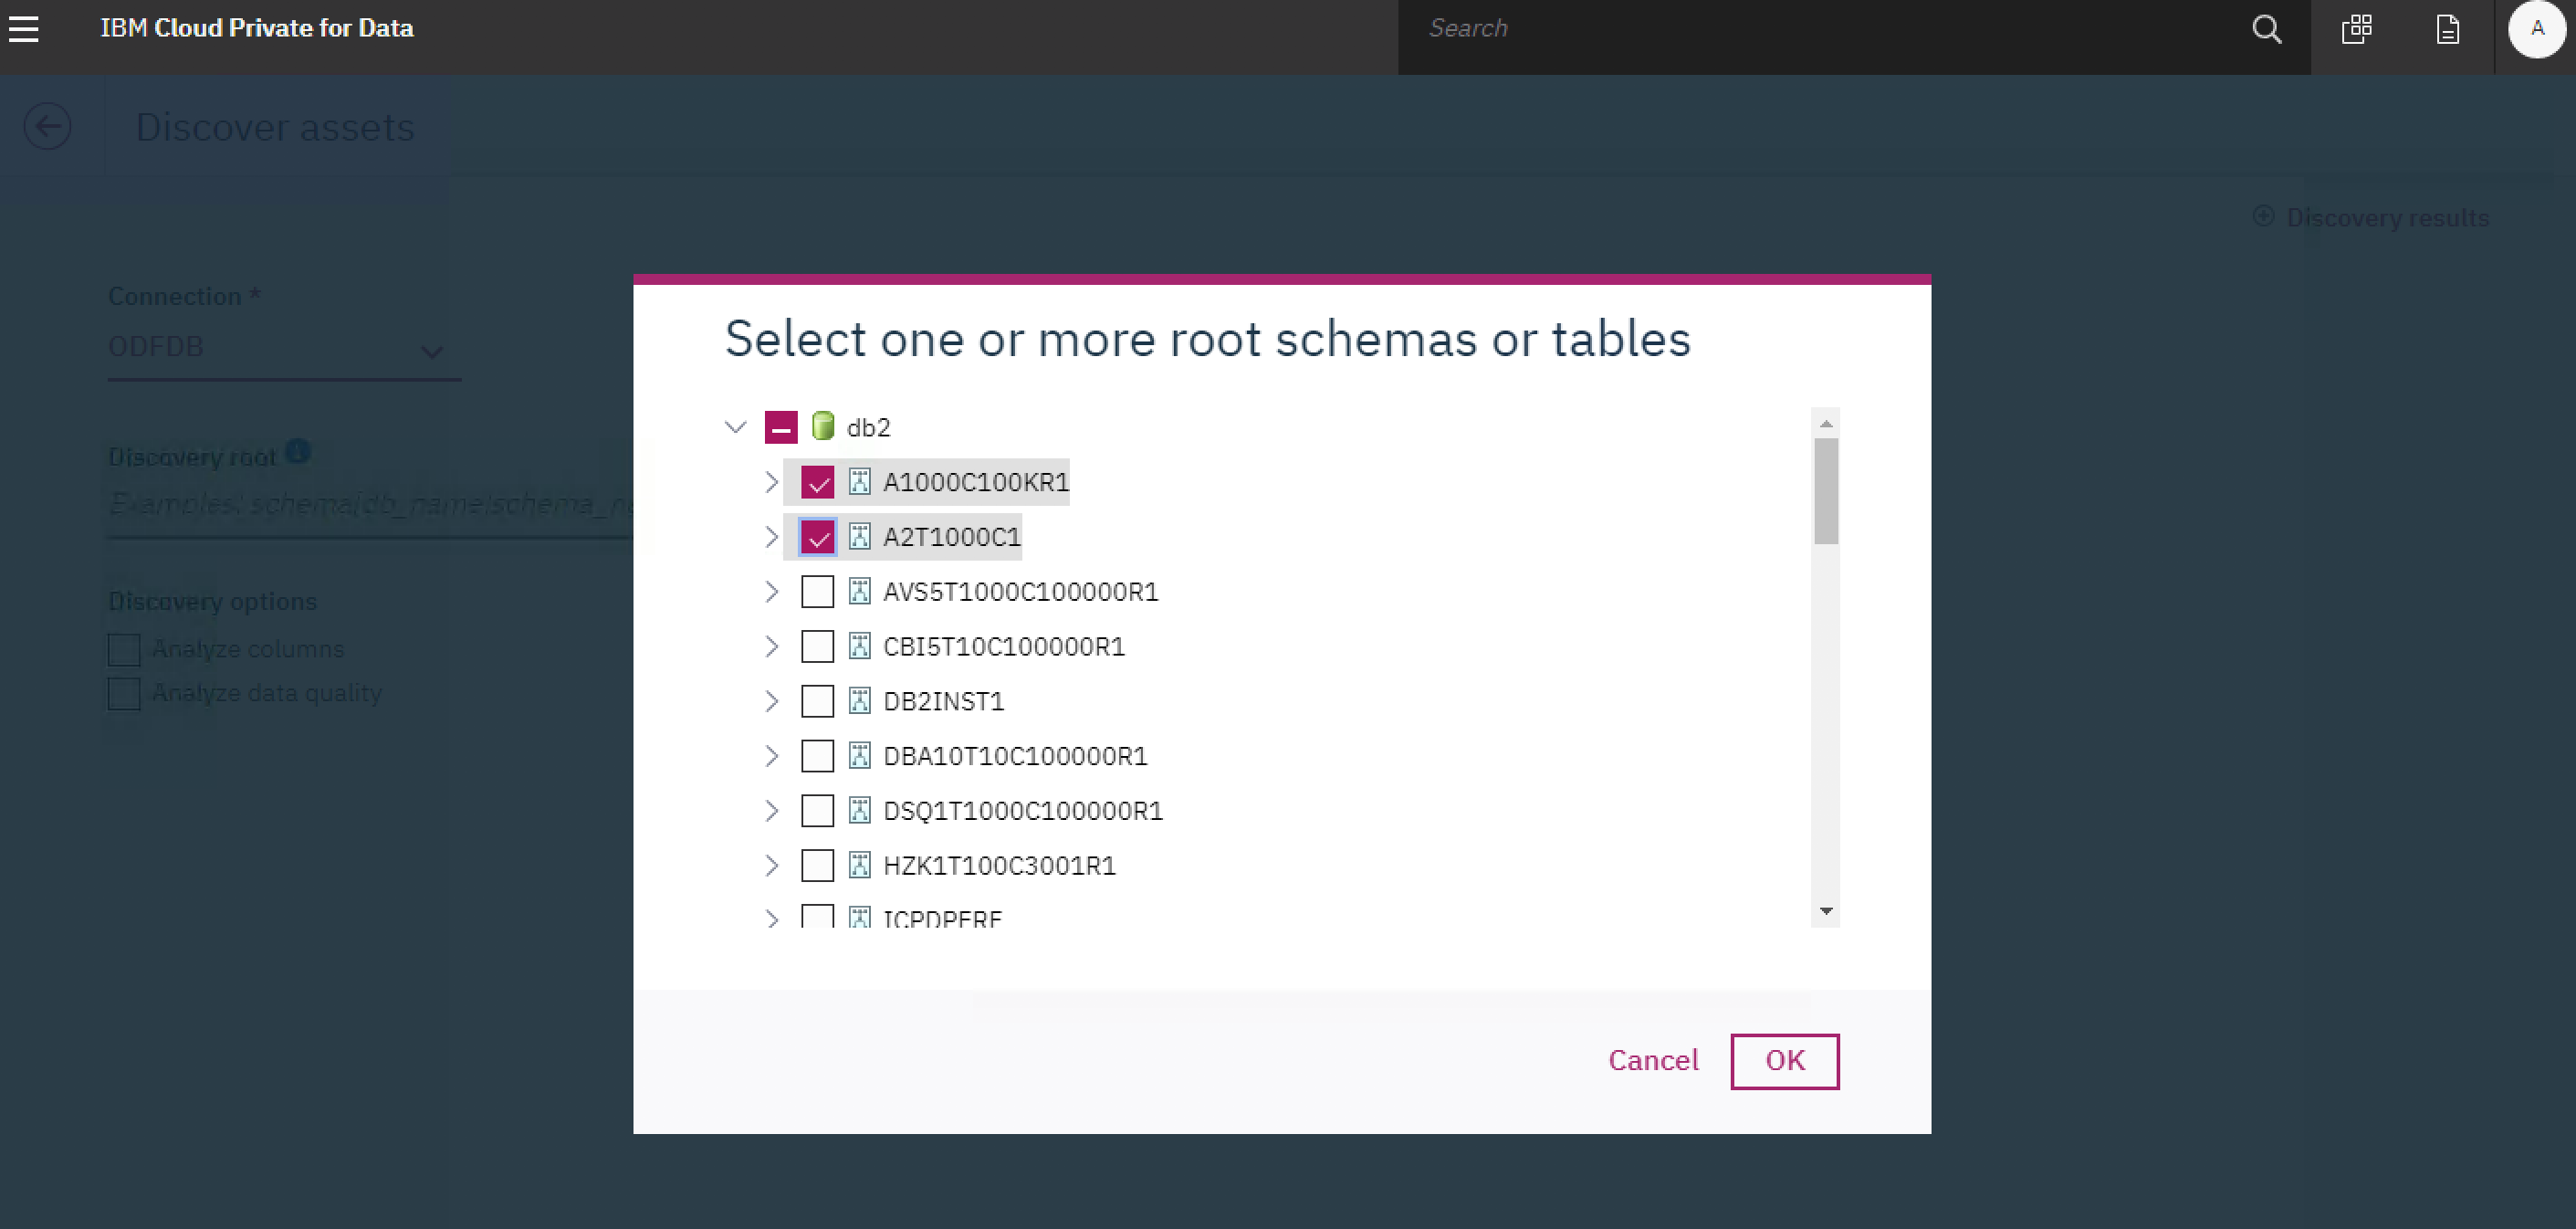 IBM Cloud Private for Data
Search
A
Discover assets
Discovery results
Connection *
ODFDB
Discovery root
Examples: schema|db_name|schema_na
Discovery options
Analyze columns
Analyze data quality
Select one or more root schemas or tables
db2
A1000C100KR1
A2T1000C1
AVS5T1000C100000R1
CBI5T10C100000R1
DB2INST1
DBA10T10C100000R1
DSQ1T1000C100000R1
HZK1T100C3001R1
ICPDPERF
Cancel
OK